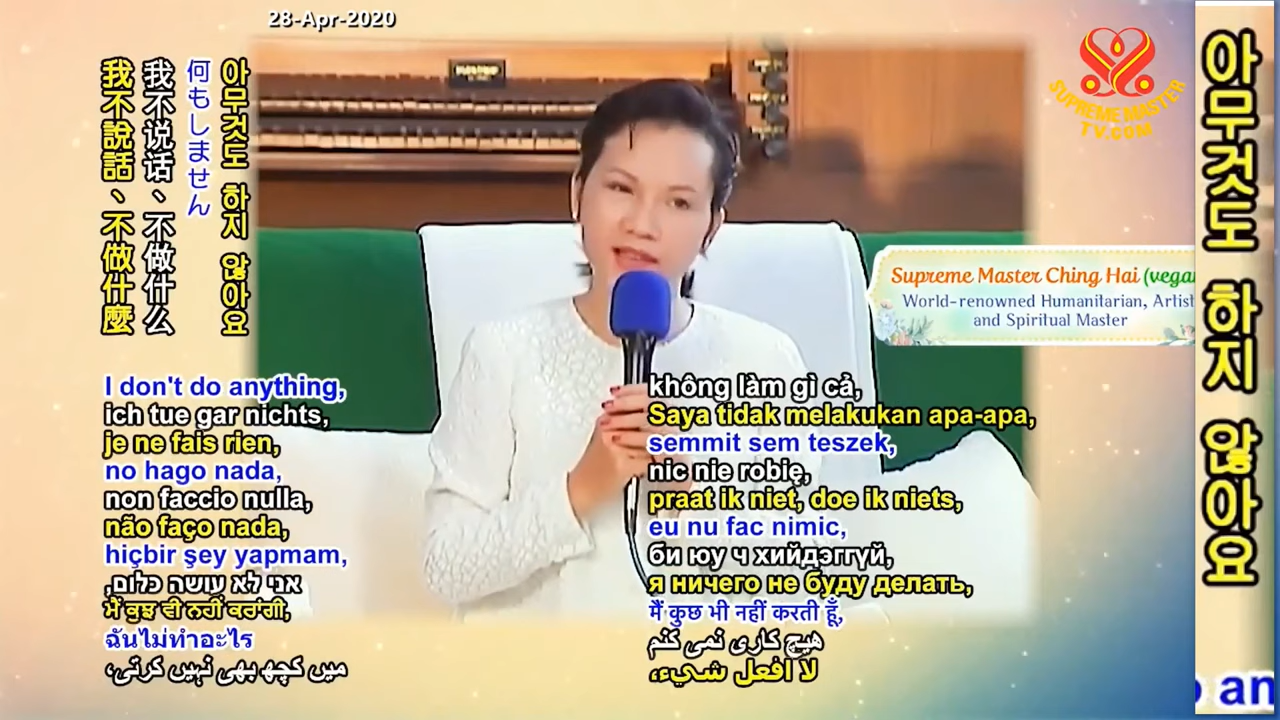 28-Apr-2020
아무것도 하지 않아요
何もしません
我不说话、不做什么
我不說話、不做什麼
SUPREME MASTER
TV.COM
Supreme Master Ching Hai (vegan
World-renowned Humanitarian, Artist
and Spiritual Master
I don't do anything,
ich tue gar nichts,
je ne fais rien,
no hago nada,
non faccio nulla,
não faço nada,
hiçbir şey yapmam,
אני לא עושה כלום,
ਮੈਂ ਕੁਝ ਵੀ ਨਹੀਂ ਕਰਾਂਗੀ,
ฉันไม่ทำอะไร
میں کچھ بھی نہیں کرتی،
không làm gì cả,
Saya tidak melakukan apa-apa,
semmit sem teszek,
nic nie robię,
praat ik niet, doe ik niets,
eu nu fac nimic,
би юу ч хийдэггүй,
я ничего не буду делать,
मैं कुछ भी नहीं करती हूँ,
هیچ کاری نمی کنم
لا افعل شيء،
아무것도 하지 않아요
an